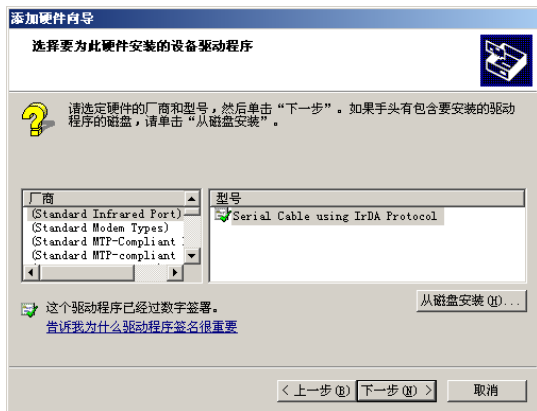 添加硬件向导
选择要为此硬件安装的设备驱动程序
请选定硬件的厂商和型号，然后单击“下一步”。如果手头有包含要安装的驱动
程序的磁盘，请单击“从磁盘安装”。
厂商
(Standard Infrared Port)
(Standard Modem Types)
(Standard MTP-Compliant
(Standard MTP-compliant
型号
Serial Cable using IrDA Protocol
这个驱动程序已经过数字签署。
告诉我为什么驱动程序签名很重要
从磁盘安装(H)...
< 上一步(B)
下一步(N) >
取消